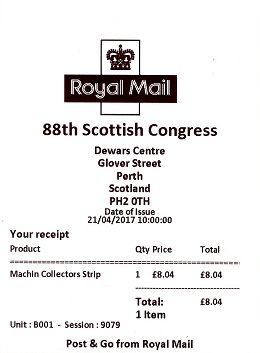 Royal Mail
88th Scottish Congress
Dewars Centre
Glover Street
Perth
Scotland
PH2 0TH
Date of Issue
21/04/2017 10:00:00
Your receipt
Product Qty Price Total
Machin Collectors Strip 1 £8.04 £8.04
Total: £8.04
1 Item
Unit : B001 - Session : 9079
Post & Go from Royal Mail